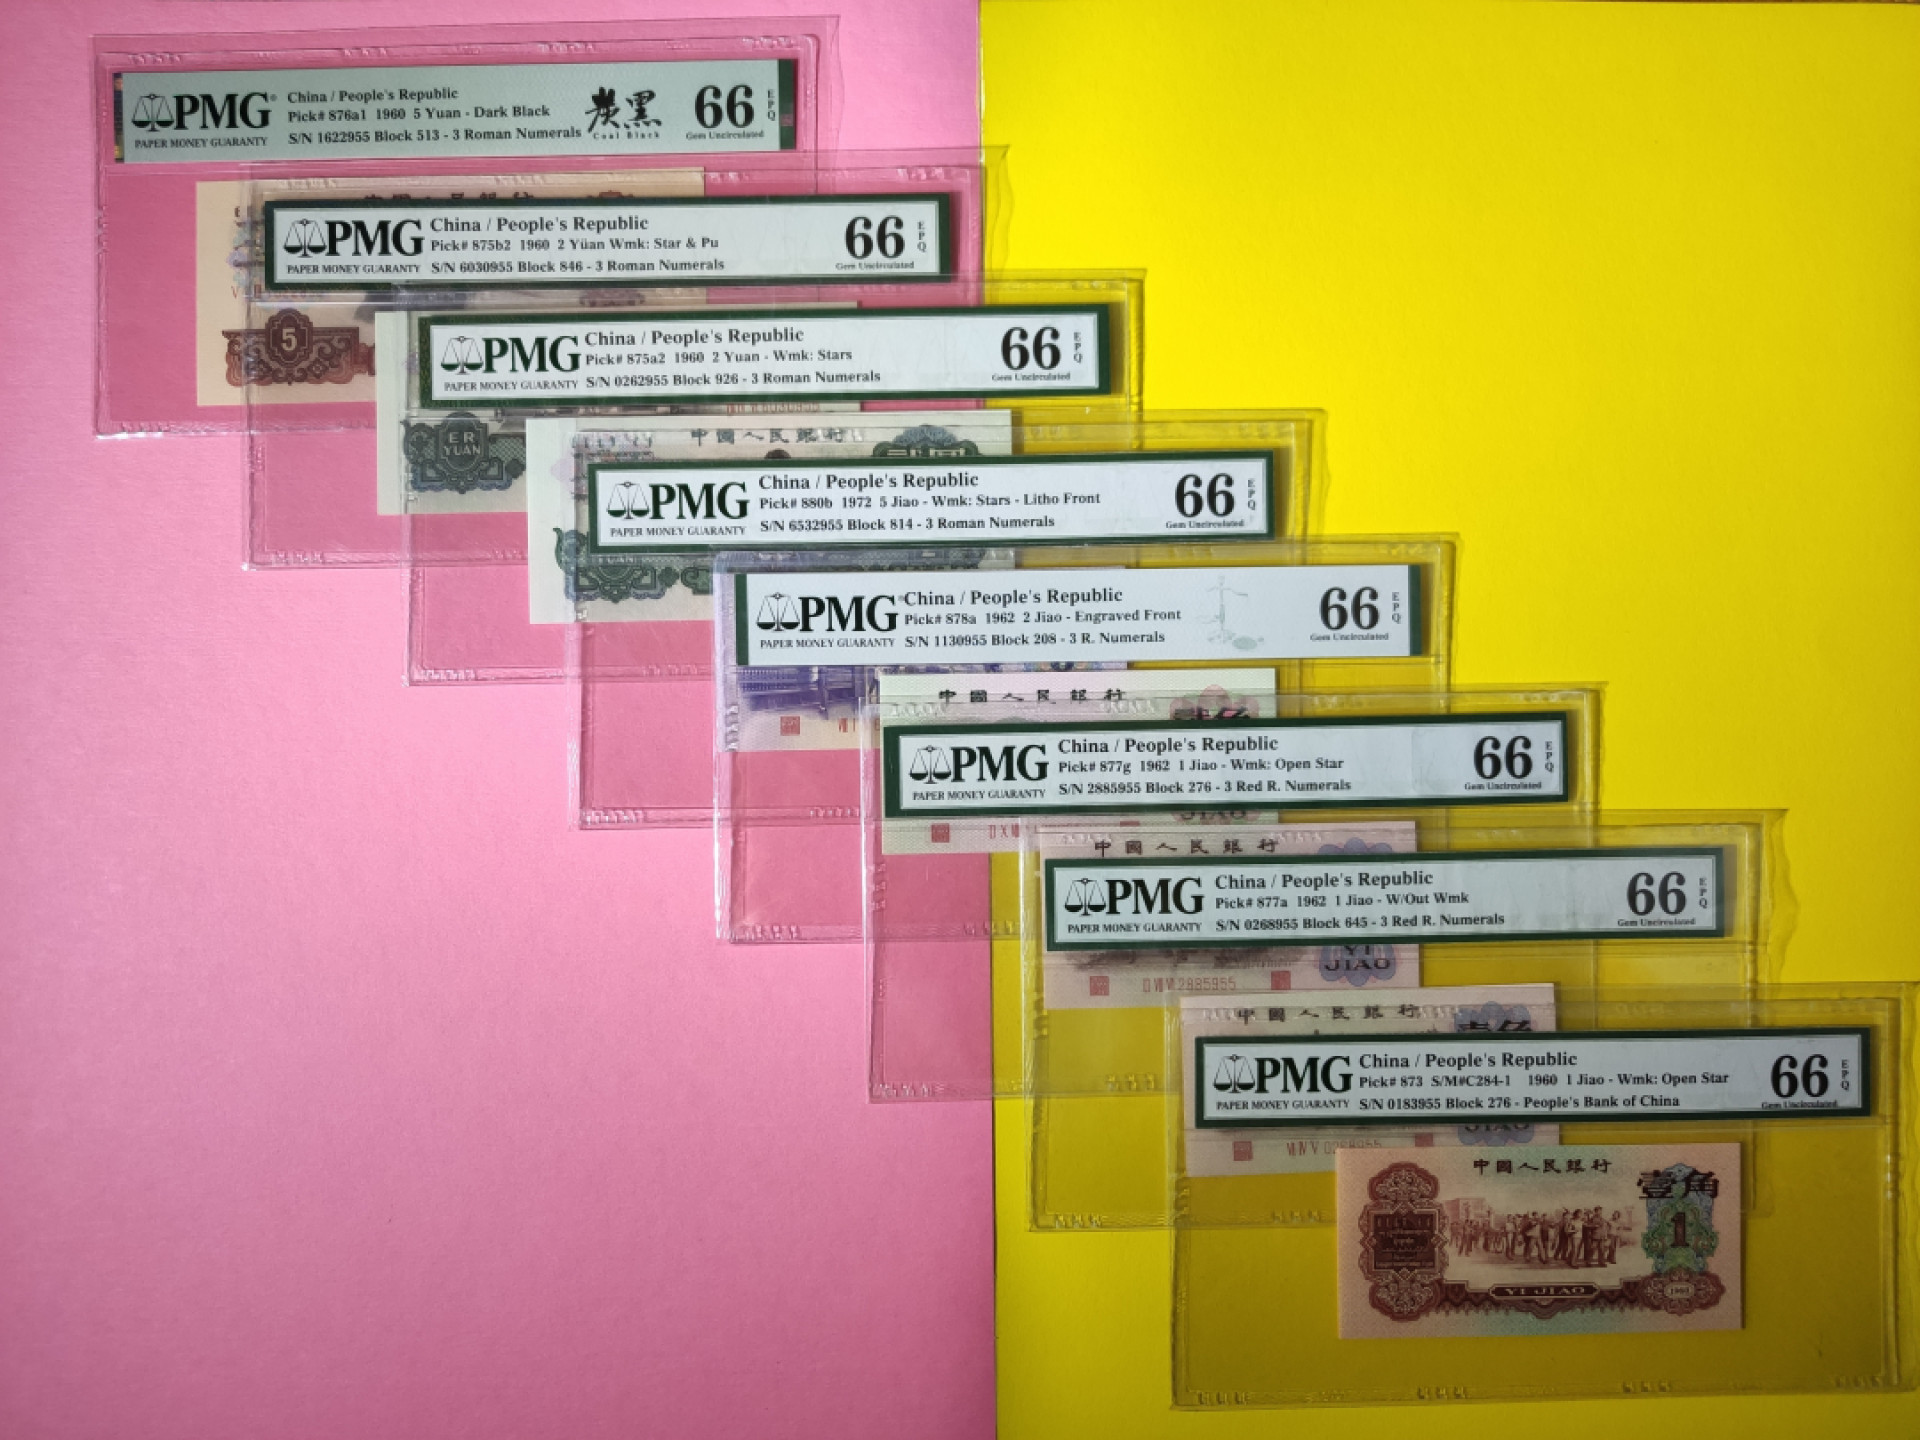 PMG
PAPER MONEY GUARANTY
China / People's Republic
Pick# 876a1 1960 5 Yuan - Dark Black
S/N 1622955 Block 513 - 3 Roman Numerals
炭黑
Coal Black
66
EPQ
Gem Uncirculated
5
PMG
PAPER MONEY GUARANTY
China / People's Republic
Pick# 875b2 1960 2 Yüan Wmk: Star & Pu
S/N 6030955 Block 846 - 3 Roman Numerals
66
EPQ
Gem Uncirculated
ER
YUAN
PMG
PAPER MONEY GUARANTY
China / People's Republic
Pick# 875a2 1960 2 Yuan - Wmk: Stars
S/N 0262955 Block 926 - 3 Roman Numerals
66
EPQ
Gem Uncirculated
中國人民銀行
PMG
PAPER MONEY GUARANTY
China / People's Republic
Pick# 880b 1972 5 Jiao - Wmk: Stars - Litho Front
S/N 6532955 Block 814 - 3 Roman Numerals
66
EPQ
Gem Uncirculated
PMG
PAPER MONEY GUARANTY
China / People's Republic
Pick# 878a 1962 2 Jiao - Engraved Front
S/N 1130955 Block 208 - 3 R. Numerals
66
EPQ
Gem Uncirculated
中國人民銀行
PMG
PAPER MONEY GUARANTY
China / People's Republic
Pick# 877g 1962 1 Jiao - Wmk: Open Star
S/N 2885955 Block 276 - 3 Red R. Numerals
66
EPQ
Gem Uncirculated
JIAO
中國人民銀行
PMG
PAPER MONEY GUARANTY
China / People's Republic
Pick# 877a 1962 1 Jiao - W/Out Wmk
S/N 0268955 Block 645 - 3 Red R. Numerals
66
EPQ
Gem Uncirculated
YI
JIAO
2885955
中國人民銀行
壹角
PMG
PAPER MONEY GUARANTY
China / People's Republic
Pick# 873 S/M#C284-1 1960 1 Jiao - Wmk: Open Star
S/N 0183955 Block 276 - People's Bank of China
66
EPQ
Gem Uncirculated
JIAO
0268955
中國人民銀行
壹角
1
YI JIAO
1960